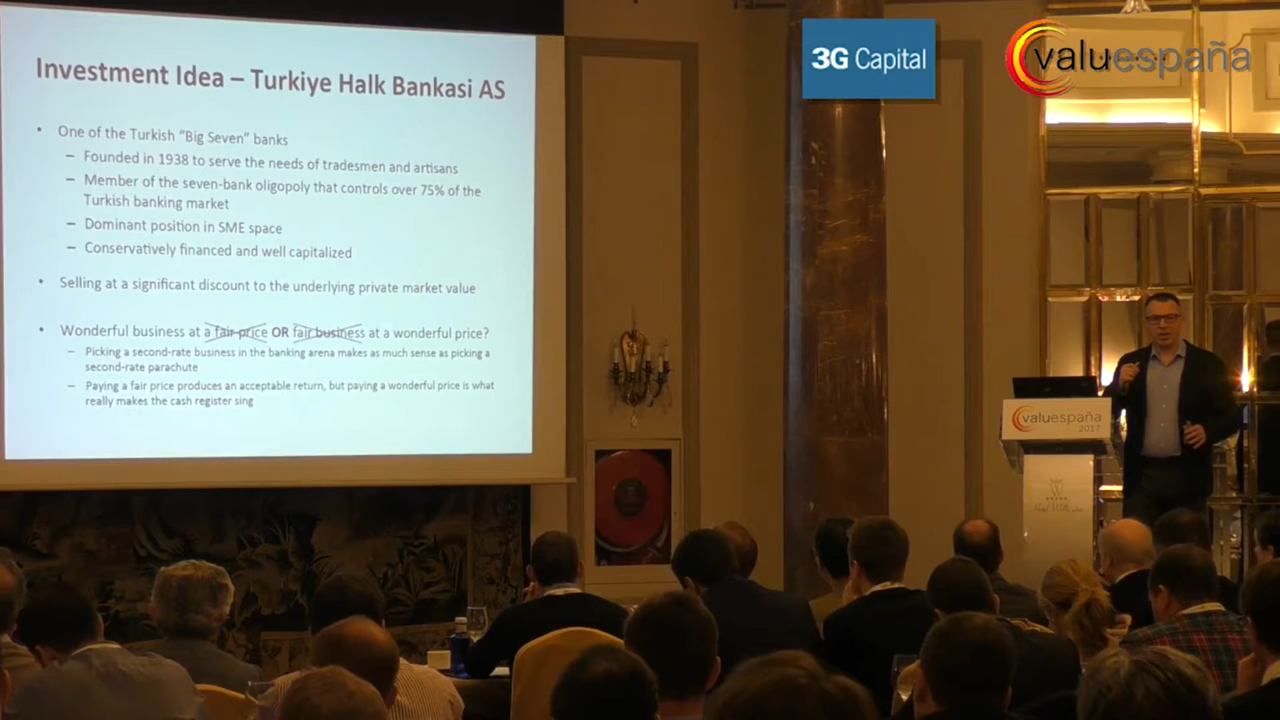 Investment Idea – Turkiye Halk Bankasi AS
• One of the Turkish “Big Seven” banks
– Founded in 1938 to serve the needs of tradesmen and artisans
– Member of the seven-bank oligopoly that controls over 75% of the
Turkish banking market
– Dominant position in SME space
– Conservatively financed and well capitalized
• Selling at a significant discount to the underlying private market value
• Wonderful business at a fair price OR fair business at a wonderful price?
– Picking a second-rate business in the banking arena makes as much sense as picking a
second-rate parachute
– Paying a fair price produces an acceptable return, but paying a wonderful price is what
really makes the cash register sing
3G Capital
valuespaña
valuespaña
2017